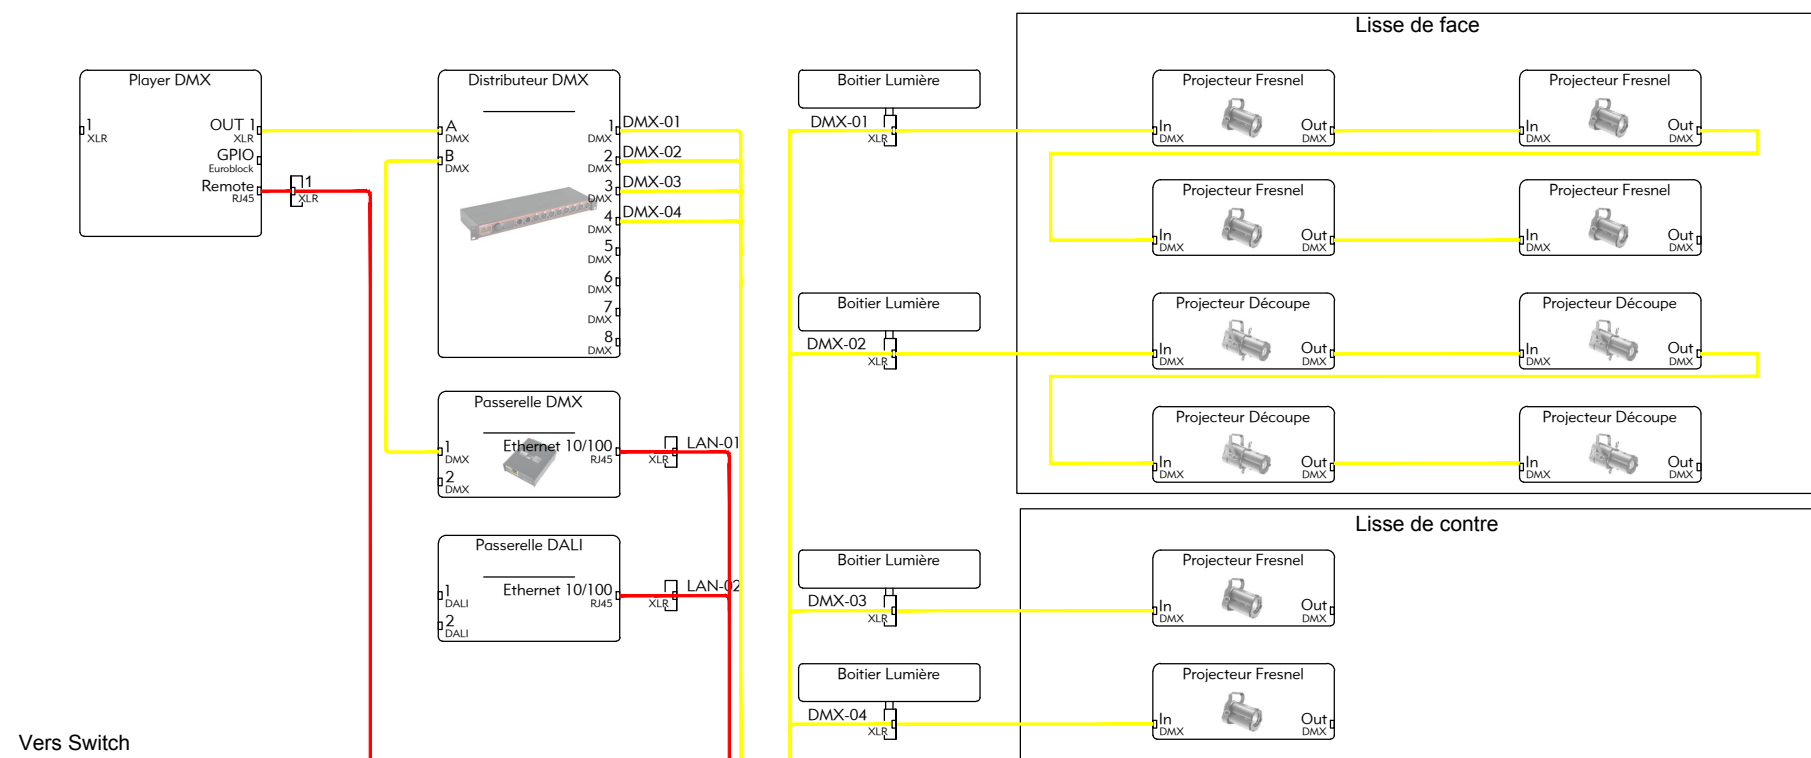 Lisse de face
Player DMX
1
XLR
OUT 1
XLR
GPIO
Euroblock
Remote
RJ45
1
XLR
Distributeur DMX
A
DMX
B
DMX
1
DMX
2
DMX
3
DMX
4
DMX
5
DMX
6
DMX
7
DMX
8
DMX
DMX-01
DMX-02
DMX-03
DMX-04
Passerelle DMX
1
DMX
2
DMX
Ethernet 10/100
RJ45
XLR
LAN-01
Passerelle DALI
1
DALI
2
DALI
Ethernet 10/100
RJ45
XLR
LAN-02
Boitier Lumière
DMX-01
XLR
Projecteur Fresnel
In
DMX
Out
DMX
Projecteur Fresnel
In
DMX
Out
DMX
Projecteur Fresnel
In
DMX
Out
DMX
Projecteur Fresnel
In
DMX
Out
DMX
Boitier Lumière
DMX-02
XLR
Projecteur Découpe
In
DMX
Out
DMX
Projecteur Découpe
In
DMX
Out
DMX
Projecteur Découpe
In
DMX
Out
DMX
Projecteur Découpe
In
DMX
Out
DMX
Lisse de contre
Boitier Lumière
DMX-03
XLR
Projecteur Fresnel
In
DMX
Out
DMX
Boitier Lumière
DMX-04
XLR
Projecteur Fresnel
In
DMX
Out
DMX
Vers Switch